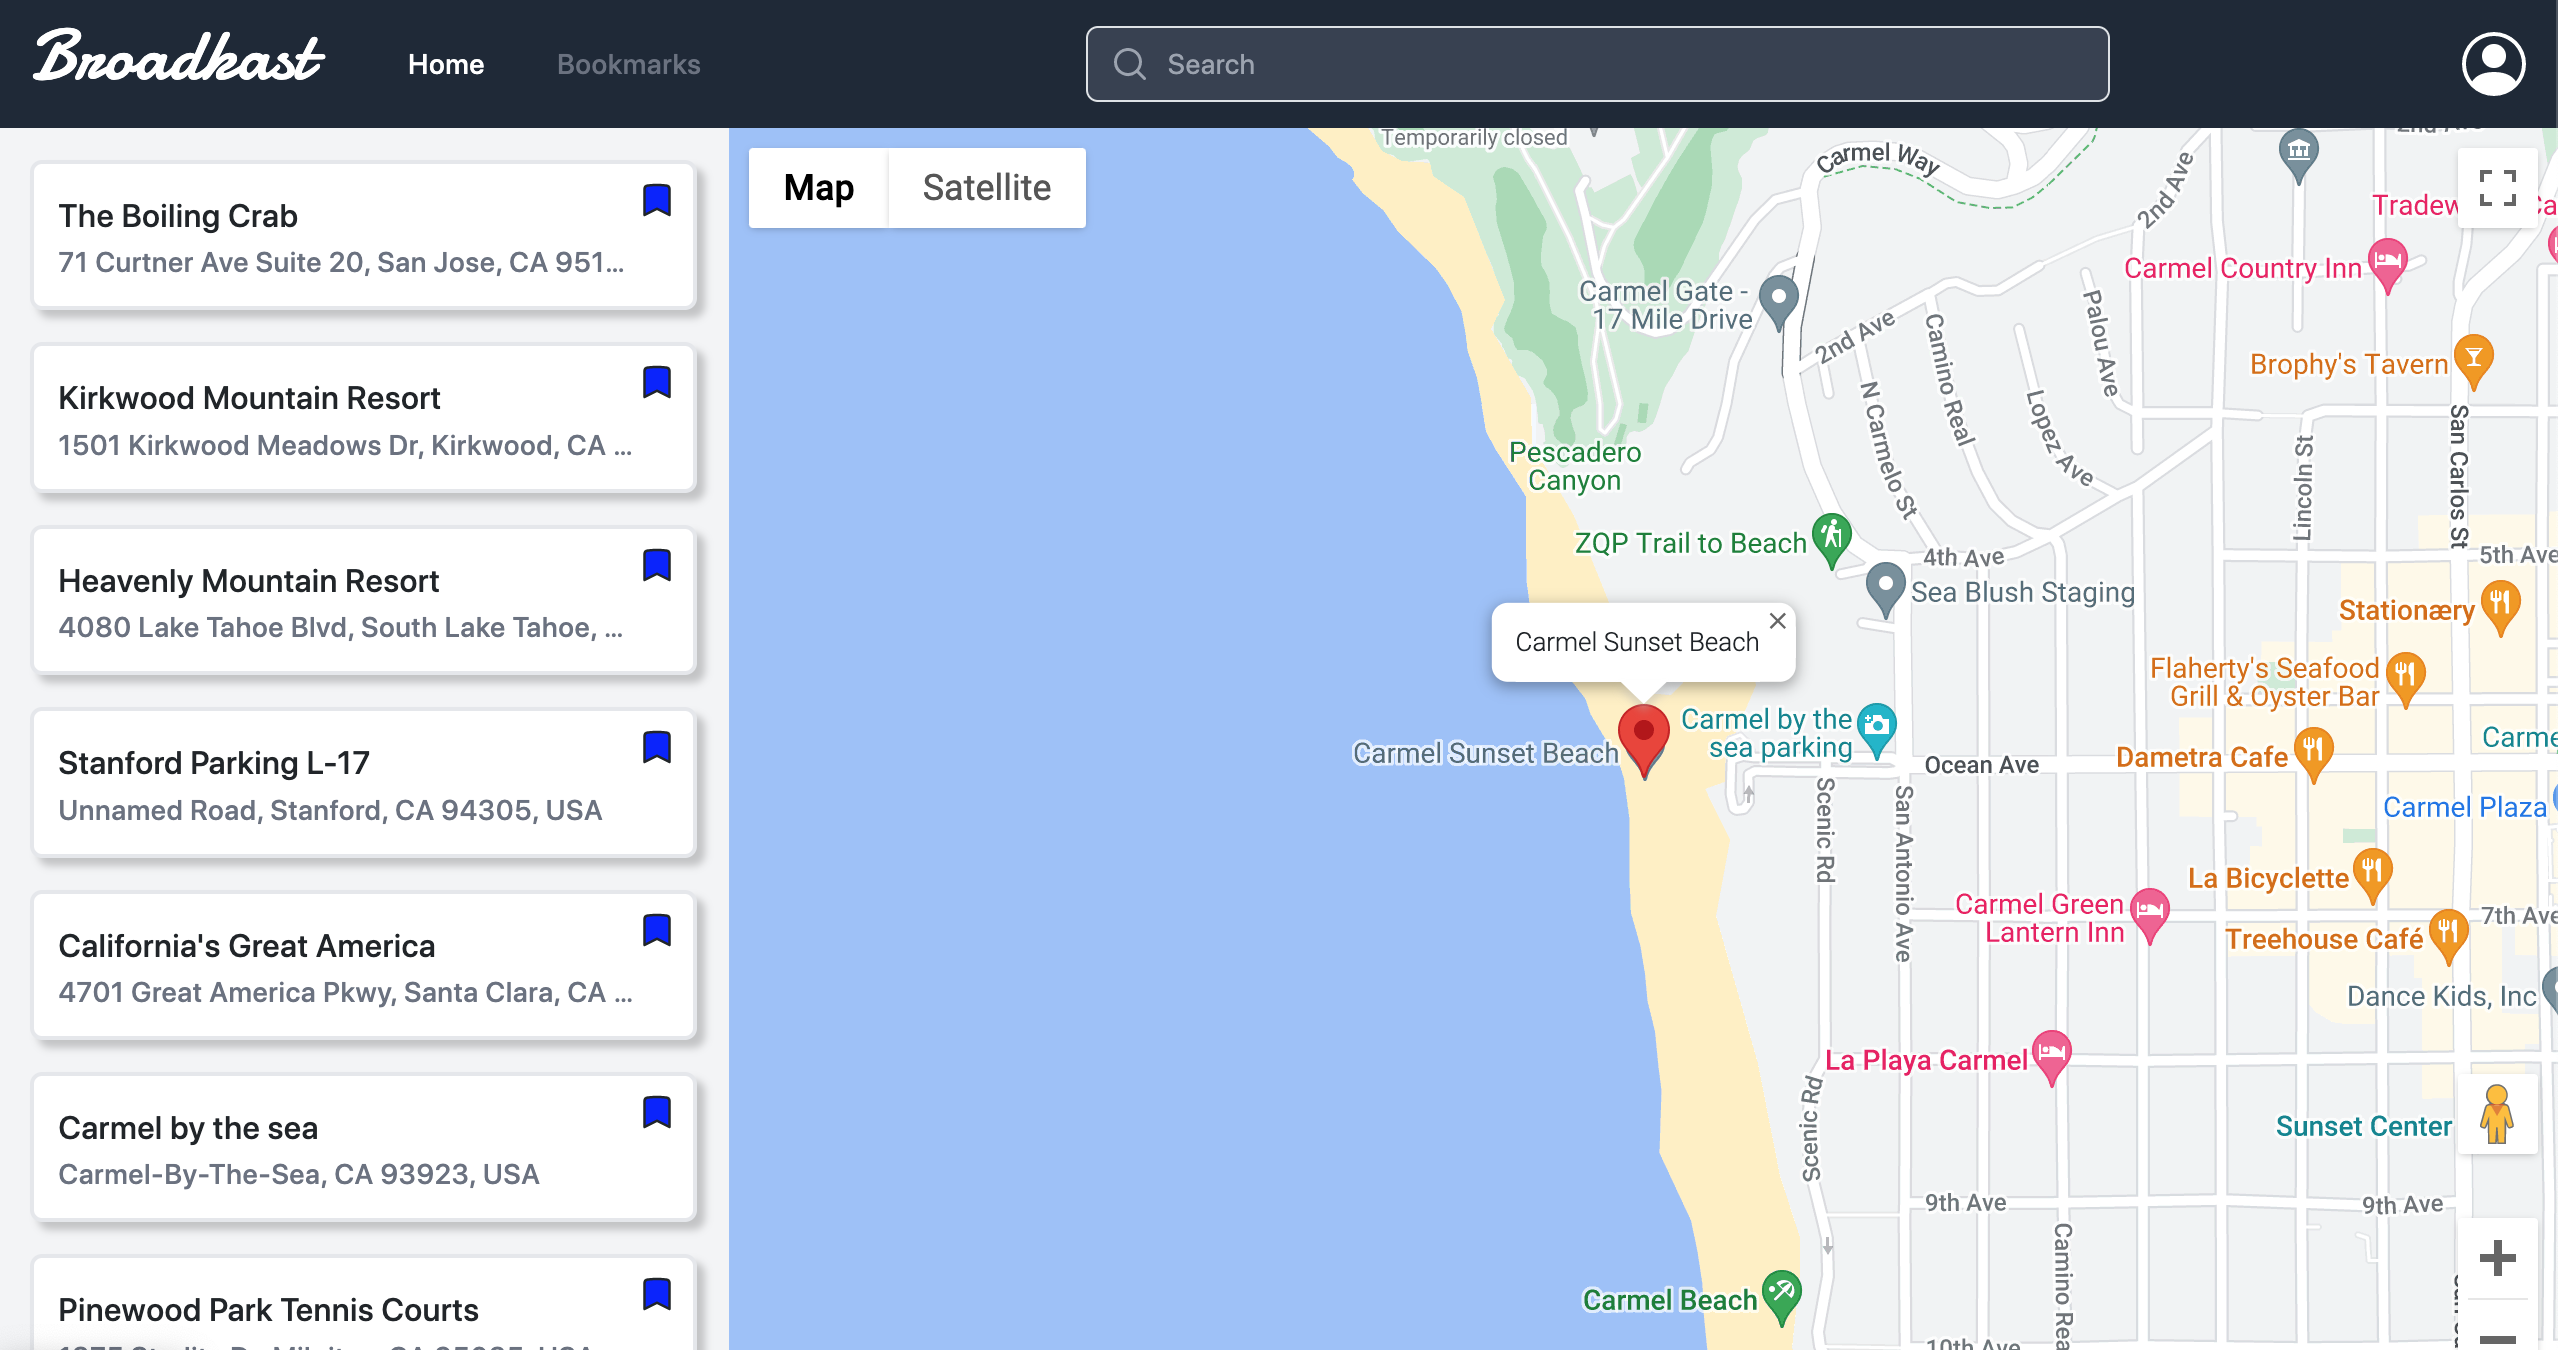 Broadkast
Home
Bookmarks
Search
The Boiling Crab
71 Curtner Ave Suite 20, San Jose, CA 951...
Kirkwood Mountain Resort
1501 Kirkwood Meadows Dr, Kirkwood, CA ...
Heavenly Mountain Resort
4080 Lake Tahoe Blvd, South Lake Tahoe, ...
Stanford Parking L-17
Unnamed Road, Stanford, CA 94305, USA
California's Great America
4701 Great America Pkwy, Santa Clara, CA ...
Carmel by the sea
Carmel-By-The-Sea, CA 93923, USA
Pinewood Park Tennis Courts
Map
Satellite
Temporarily closed
Carmel Way
2nd Ave
2nd Ave
Carmel Country Inn
Carmel Gate -
17 Mile Drive
2nd Ave
Camino Real
Palou Ave
Brophy's Tavern
N Carmelo St
Lopez Ave
Lincoln St
San Carlos St
Pescadero
Canyon
ZQP Trail to Beach
4th Ave
5th Ave
Sea Blush Staging
Stationæry
Carmel Sunset Beach
Flaherty's Seafood
Grill & Oyster Bar
Carmel by the
sea parking
Carmel Sunset Beach
Ocean Ave
Dametra Cafe
Carme
Carmel Plaza
Scenic Rd
San Antonio Ave
La Bicyclette
Carmel Green
Lantern Inn
7th Ave
Treehouse Café
Dance Kids, Inc
La Playa Carmel
Scenic Rd
Sunset Center
9th Ave
9th Ave
Camino Rea
Carmel Beach
10th Ave